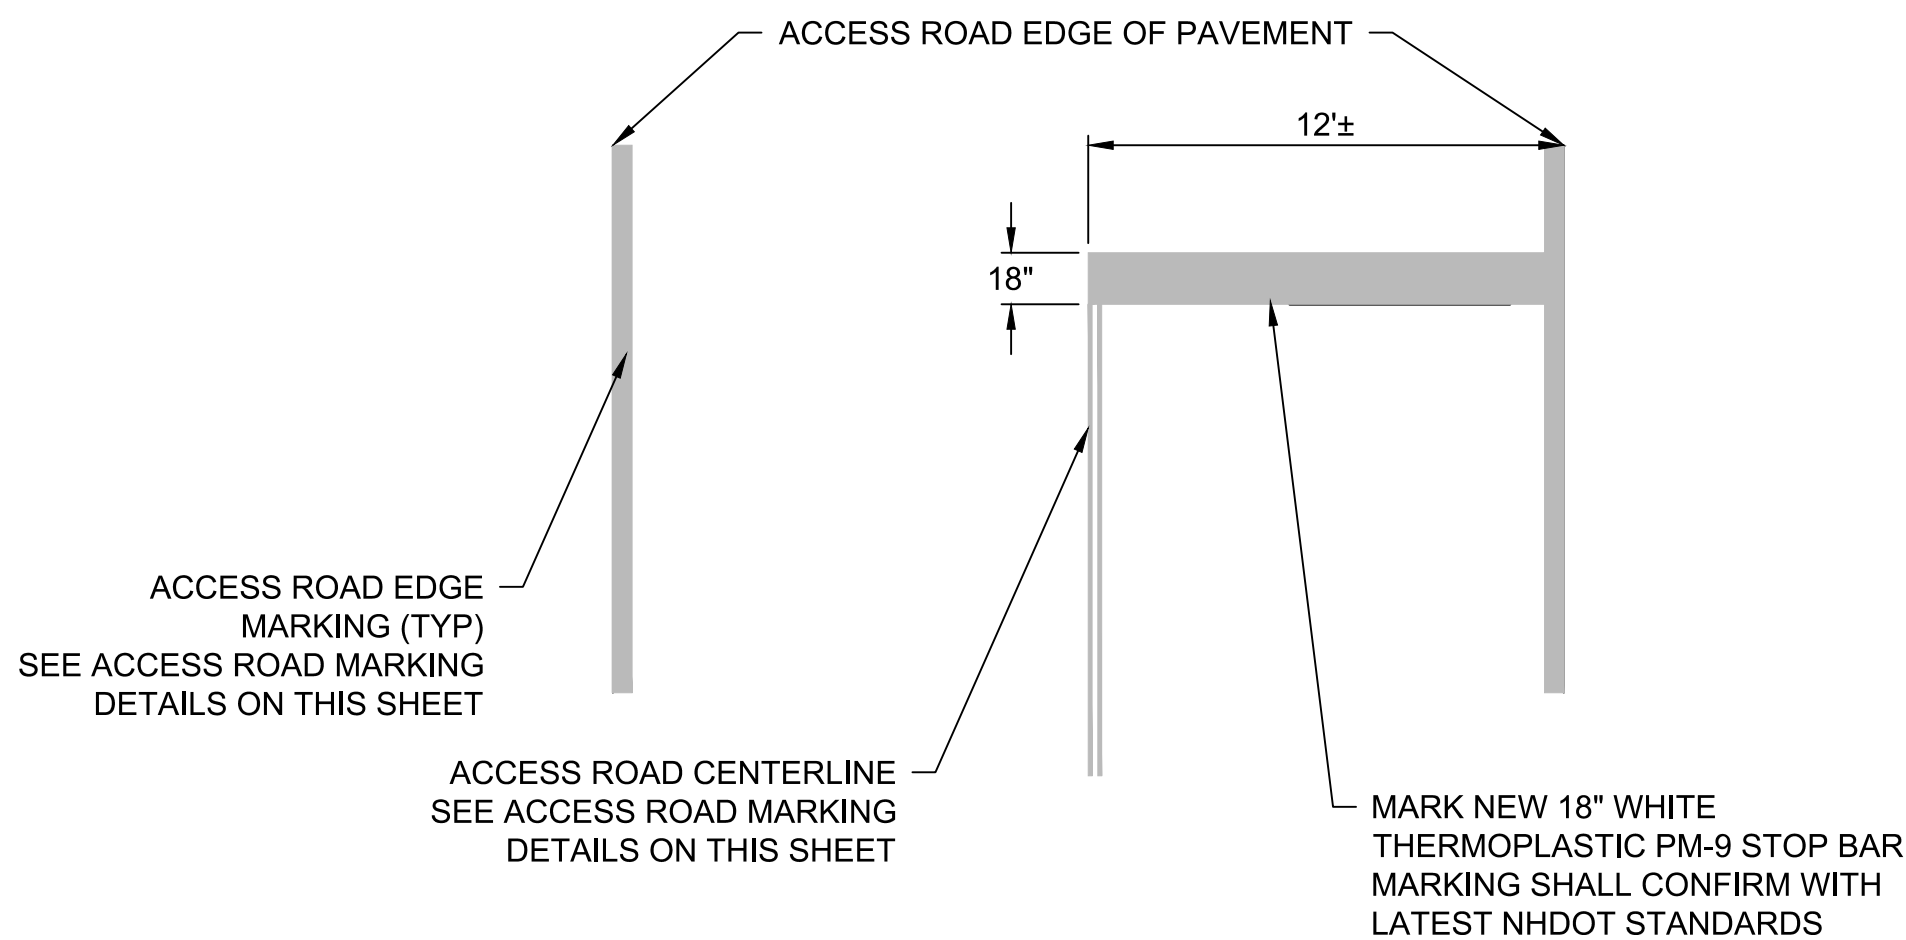 ACCESS ROAD EDGE OF PAVEMENT
12'±
18"
ACCESS ROAD EDGE
MARKING (TYP)
SEE ACCESS ROAD MARKING
DETAILS ON THIS SHEET
ACCESS ROAD CENTERLINE
SEE ACCESS ROAD MARKING
DETAILS ON THIS SHEET
MARK NEW 18" WHITE
THERMOPLASTIC PM-9 STOP BAR
MARKING SHALL CONFIRM WITH
LATEST NHDOT STANDARDS